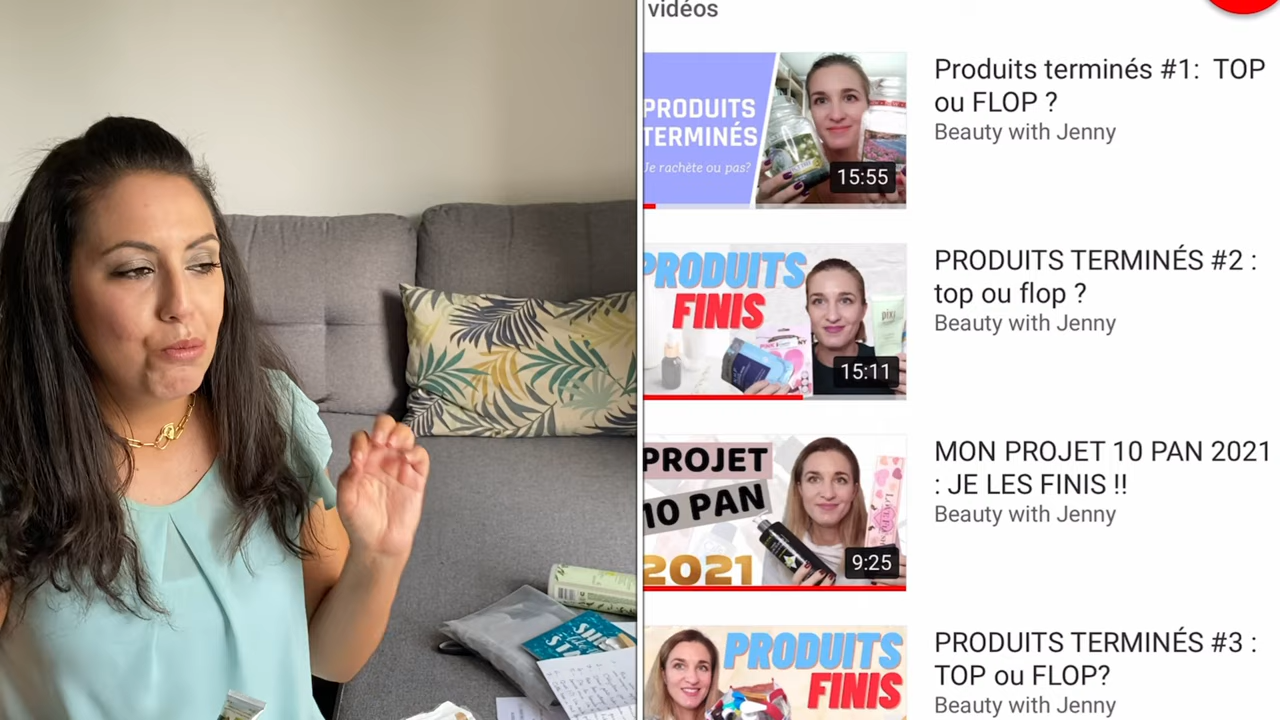 vidéos
PRODUITS
TERMINÉS
Je rachète ou pas?
15:55
Produits terminés #1: TOP
ou FLOP ?
Beauty with Jenny
PRODUITS
FINIS
pixi
15:11
PRODUITS TERMINÉS #2 :
top ou flop ?
Beauty with Jenny
PROJET
10 PAN
2021
9:25
MON PROJET 10 PAN 2021
: JE LES FINIS !!
Beauty with Jenny
PRODUITS
FINIS
PRODUITS TERMINÉS #3 :
TOP ou FLOP?
Beauty with Jenny